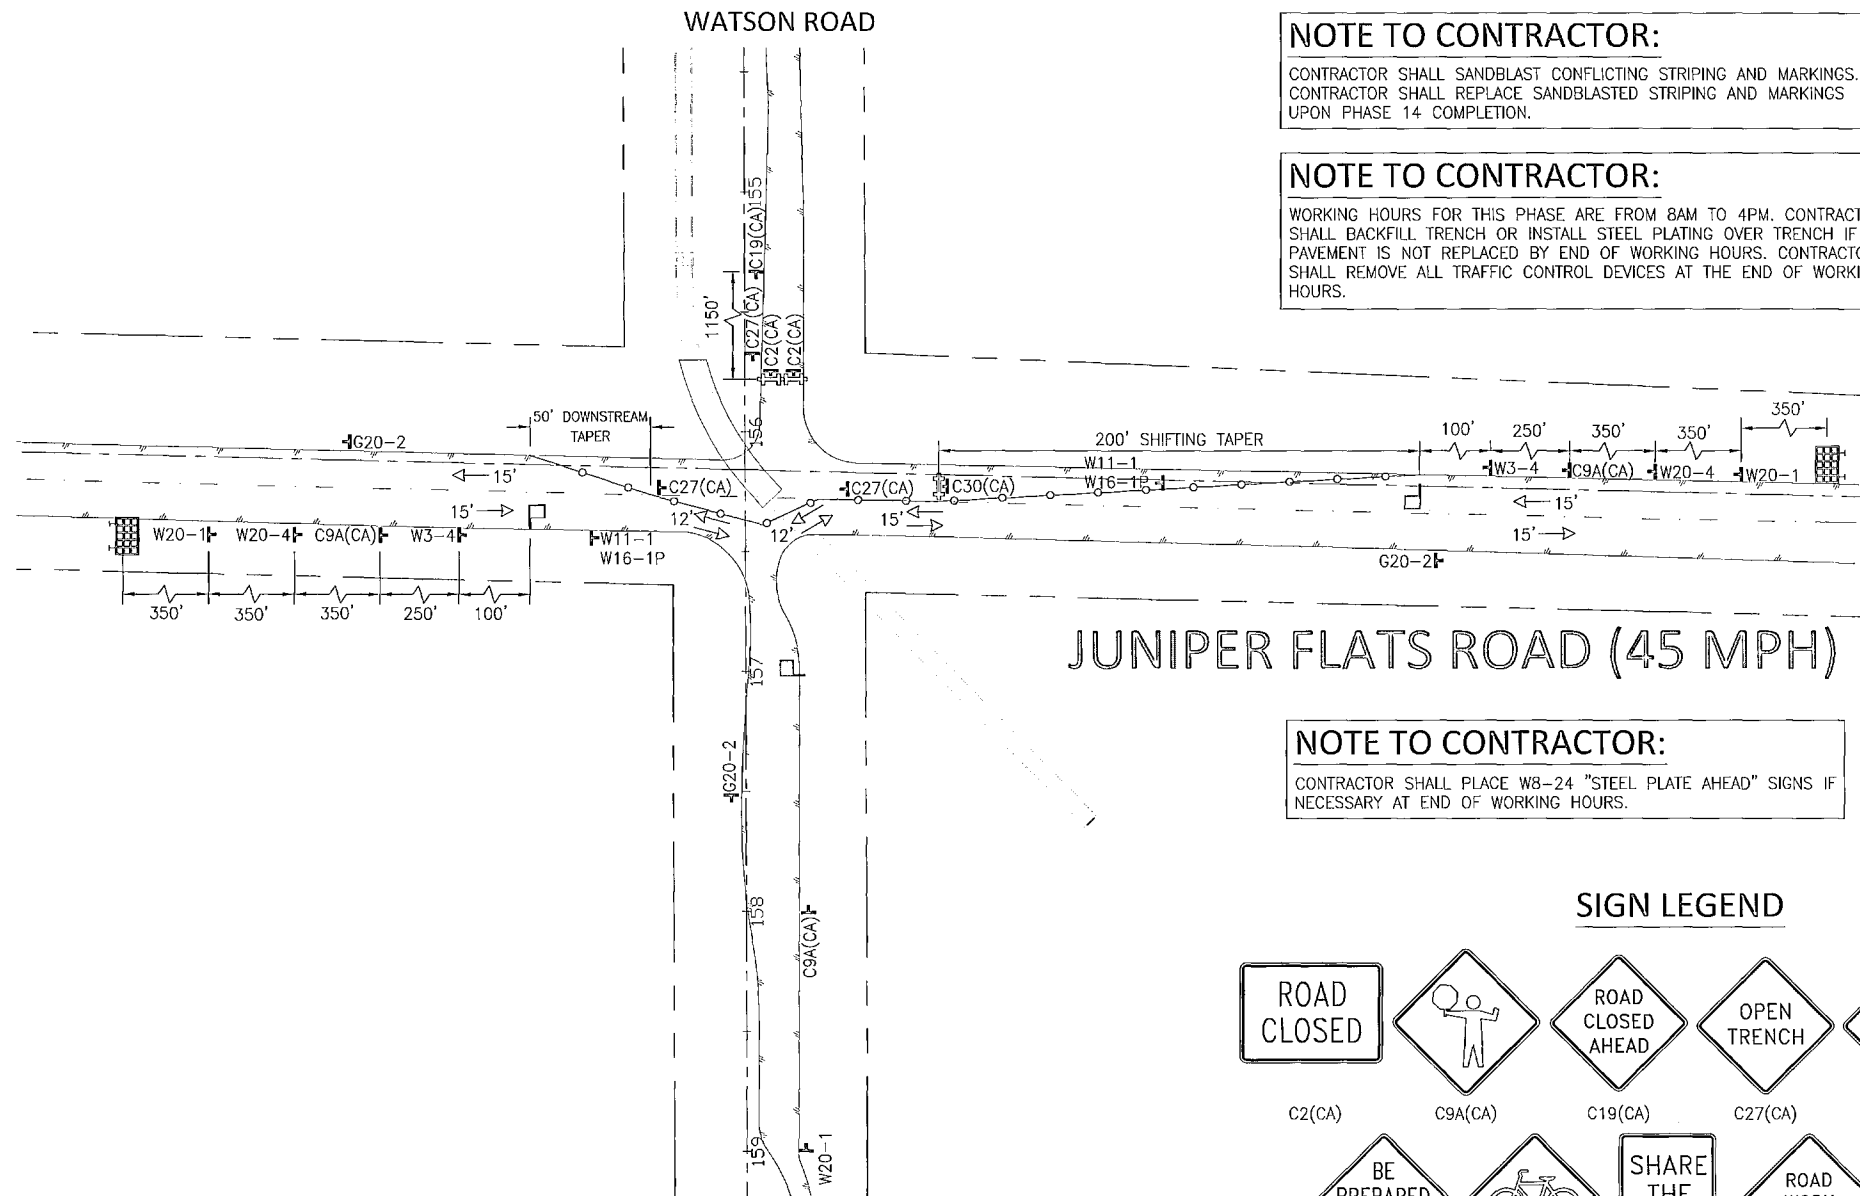 WATSON ROAD
NOTE TO CONTRACTOR:
CONTRACTOR SHALL SANDBLAST CONFLICTING STRIPING AND MARKINGS.
CONTRACTOR SHALL REPLACE SANDBLASTED STRIPING AND MARKINGS
UPON PHASE 14 COMPLETION.
NOTE TO CONTRACTOR:
WORKING HOURS FOR THIS PHASE ARE FROM 8AM TO 4PM. CONTRACT
SHALL BACKFILL TRENCH OR INSTALL STEEL PLATING OVER TRENCH IF
PAVEMENT IS NOT REPLACED BY END OF WORKING HOURS. CONTRACTO
SHALL REMOVE ALL TRAFFIC CONTROL DEVICES AT THE END OF WORKI
HOURS.
155
C19(CA)
1150'
C27(CA)
C2(CA)
C2(CA)
156
50' DOWNSTREAM
TAPER
G20-2
200' SHIFTING TAPER
100'
250'
350'
350'
350'
W11-1
W16-1P
W3-4
C9A(CA)
W20-4
W20-1
15'
C27(CA)
C27(CA)
C30(CA)
15'
12'
12'
15'
15'
15'
W20-1
W20-4
C9A(CA)
W3-4
W11-1
W16-1P
G20-2
350'
350'
350'
250'
100'
157
JUNIPER FLATS ROAD (45 MPH)
G20-2
NOTE TO CONTRACTOR:
CONTRACTOR SHALL PLACE W8-24 "STEEL PLATE AHEAD" SIGNS IF
NECESSARY AT END OF WORKING HOURS.
158
C9A(CA)
159
W20-1
SIGN LEGEND
ROAD
CLOSED
ROAD
CLOSED
AHEAD
OPEN
TRENCH
C2(CA)
C9A(CA)
C19(CA)
C27(CA)
BE
PREPARED
SHARE
THE
ROAD
WORK